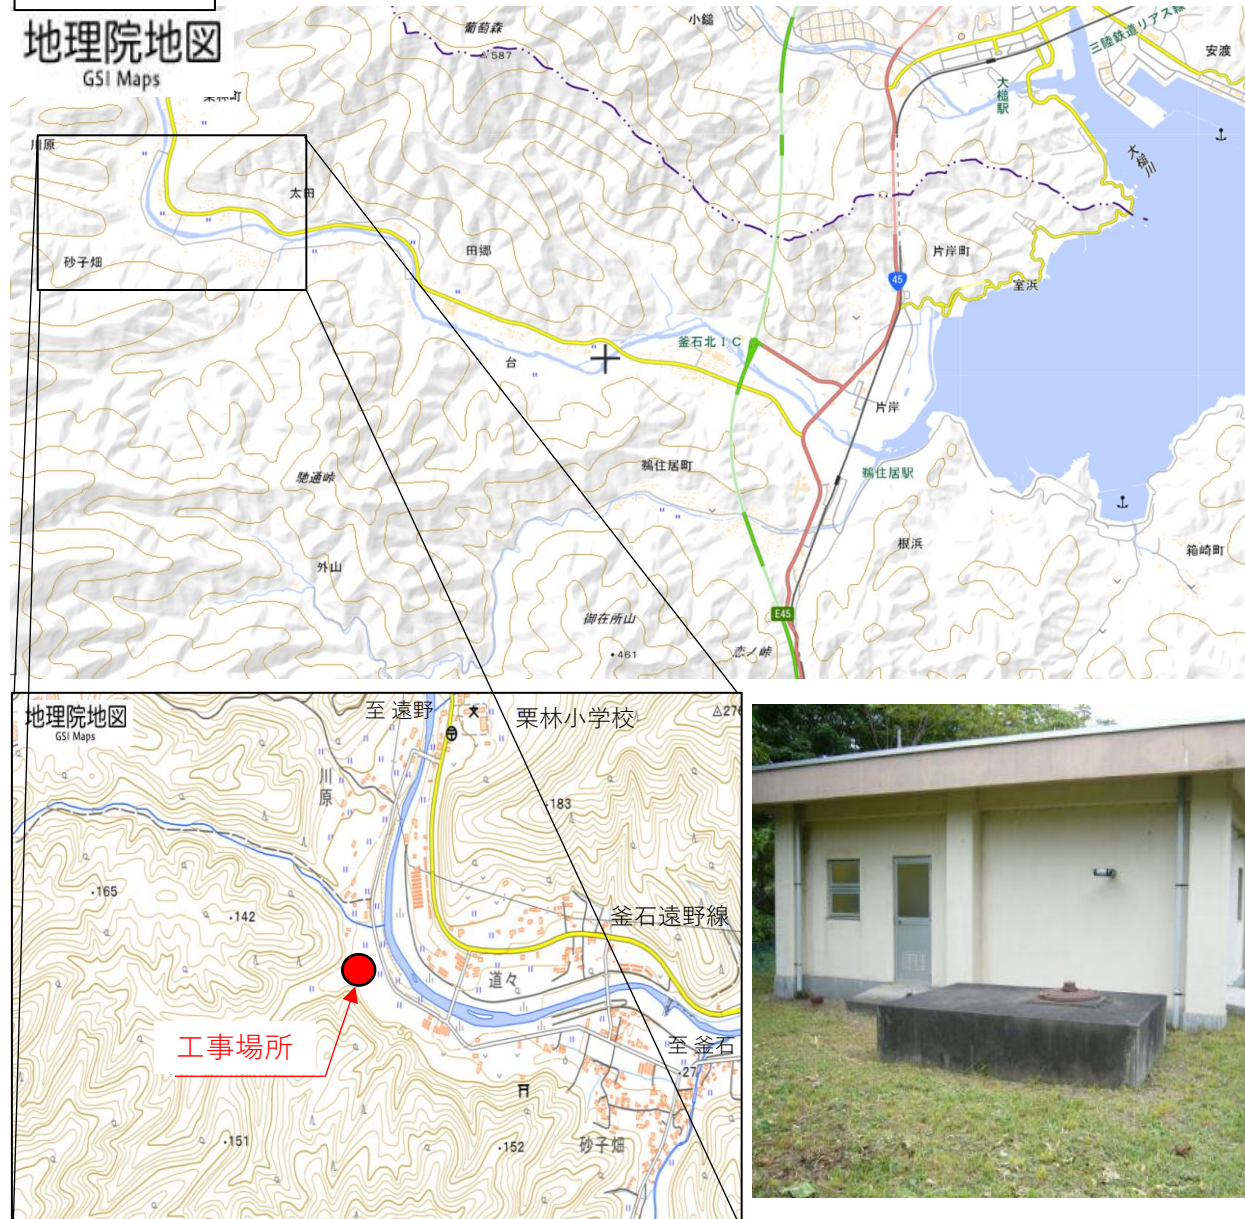 地理院地図
GSI Maps
葡萄森
587
小鎚
三陸鉄道リアス線
安渡
大槌駅
大槌川
栗林町
川原
太田
砂子畑
田郷
45
片岸町
室浜
釜石北IC
台
片岸
鵜住居町
鵜住居駅
馳通峠
根浜
箱崎町
外山
御在所山
461
E45
恋ノ峠
地理院地図
GSI Maps
至 遠野
栗林小学校
276
川原
183
165
142
釜石遠野線
道々
50
工事場所
至 釜石
27
151
152
砂子畑